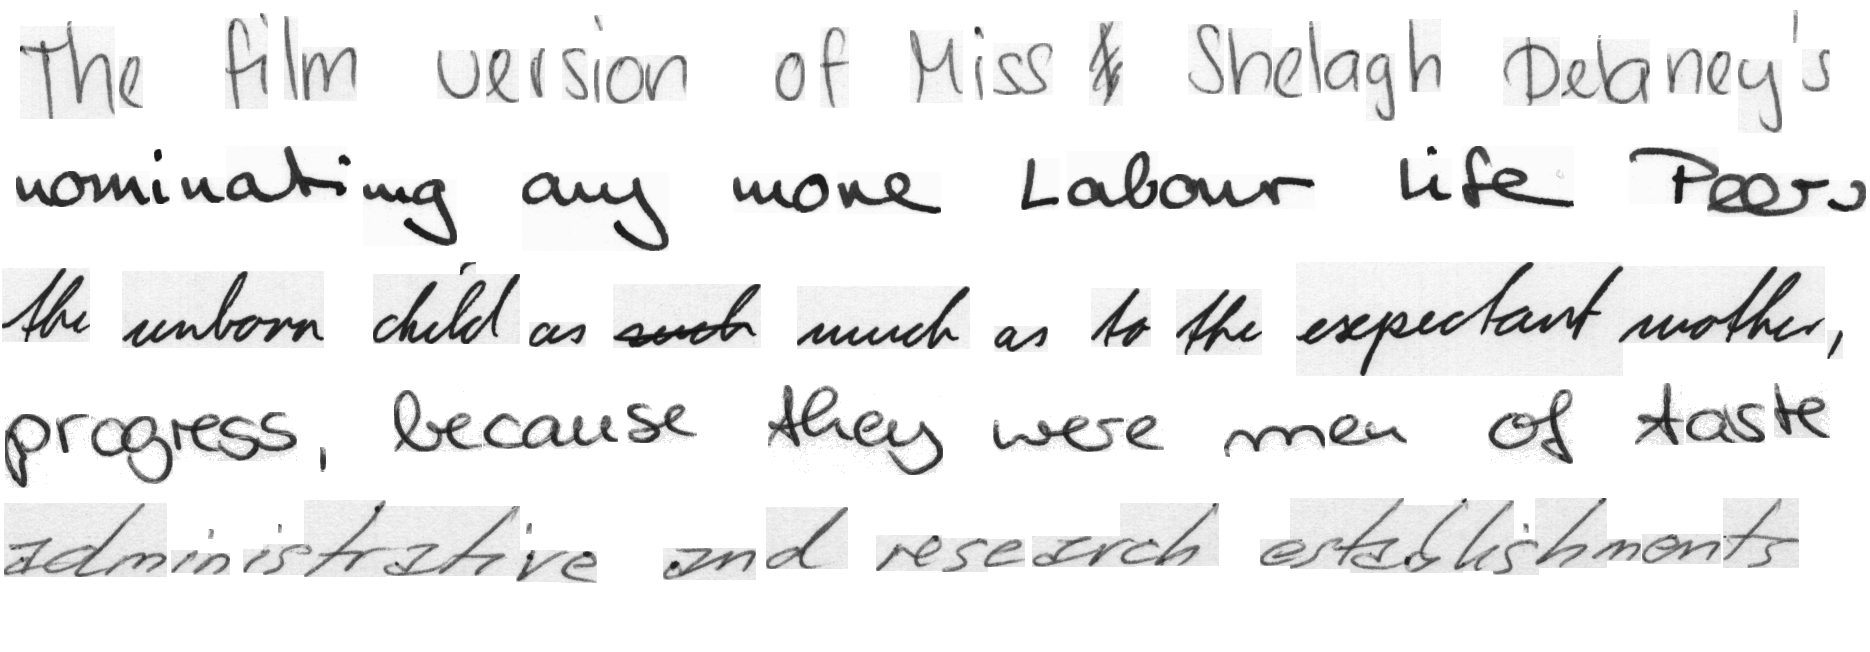 The film version of Miss Shelagh Delaney's
nominating any more Labour life Peers
the unborn child as such much as to the expectant mother,
progress, because they were men of taste
administrative and research establishments